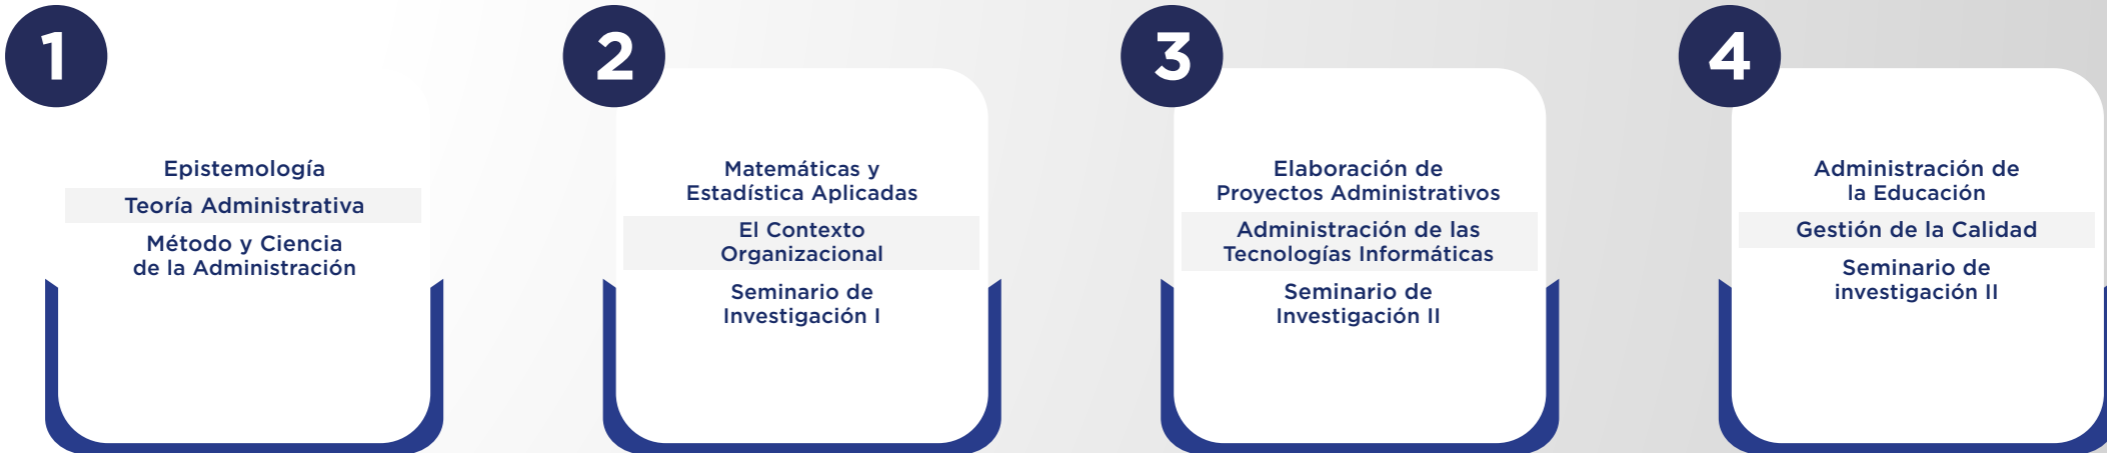 1
Epistemología
Teoría Administrativa
Método y Ciencia
de la Administración
2
Matemáticas y
Estadística Aplicadas
El Contexto
Organizacional
Seminario de
Investigación I
3
Elaboración de
Proyectos Administrativos
Administración de las
Tecnologías Informáticas
Seminario de
Investigación II
4
Administración de
la Educación
Gestión de la Calidad
Seminario de
investigación II